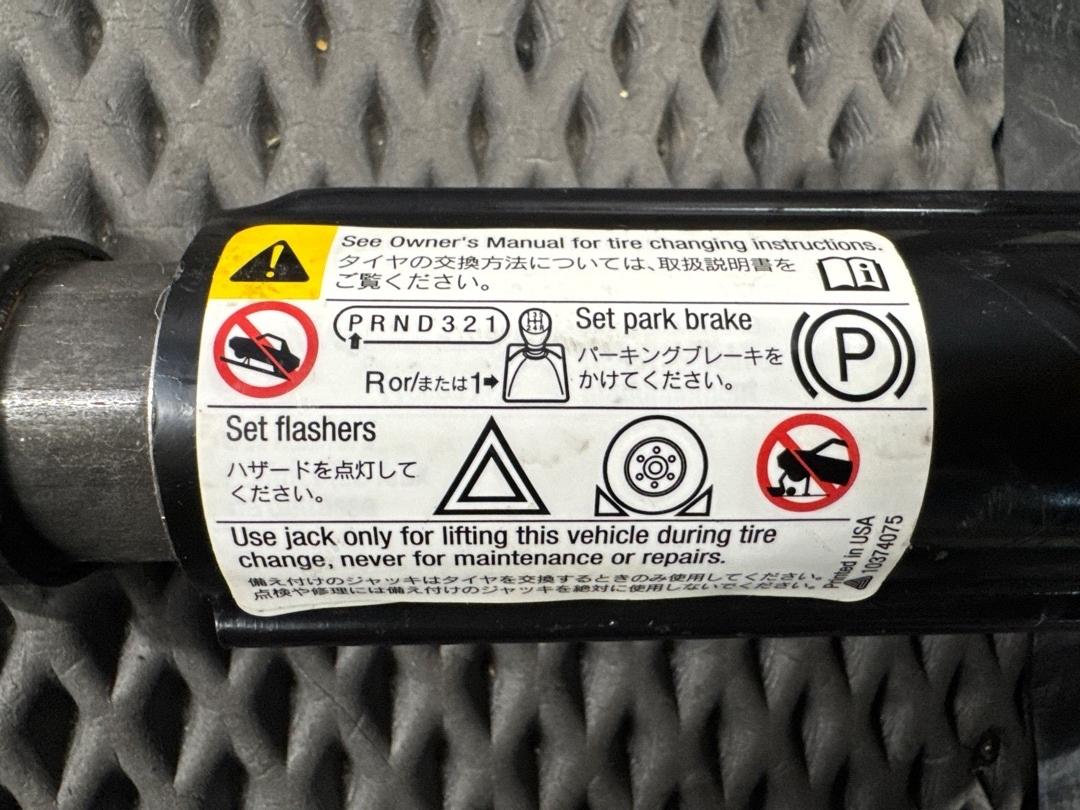 See Owner's Manual for tire changing instructions.
タイヤの交換方法については、取扱説明書を
ご覧ください。
PRND321
Set park brake
R or/または1
パーキングブレーキを
かけてください。
P
Set flashers
ハザードを点灯して
ください。
Use jack only for lifting this vehicle during tire
change, never for maintenance or repairs.
備え付けのジャッキはタイヤを交換するときのみ使用してください。
点検や修理には備え付けのジャッキを絶対に使用しないでください。
Printed in USA
10374075